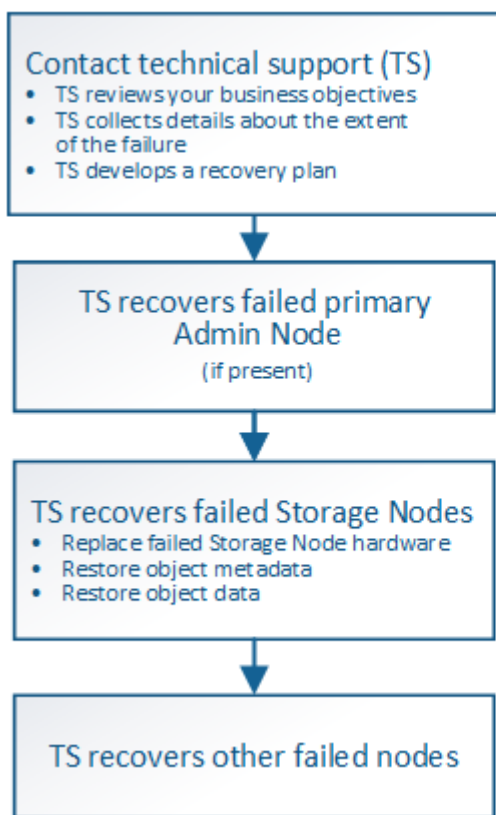 Contact technical support (TS)
• TS reviews your business objectives
• TS collects details about the extent
of the failure
• TS develops a recovery plan
TS recovers failed primary
Admin Node
(if present)
TS recovers failed Storage Nodes
• Replace failed Storage Node hardware
• Restore object metadata
• Restore object data
TS recovers other failed nodes